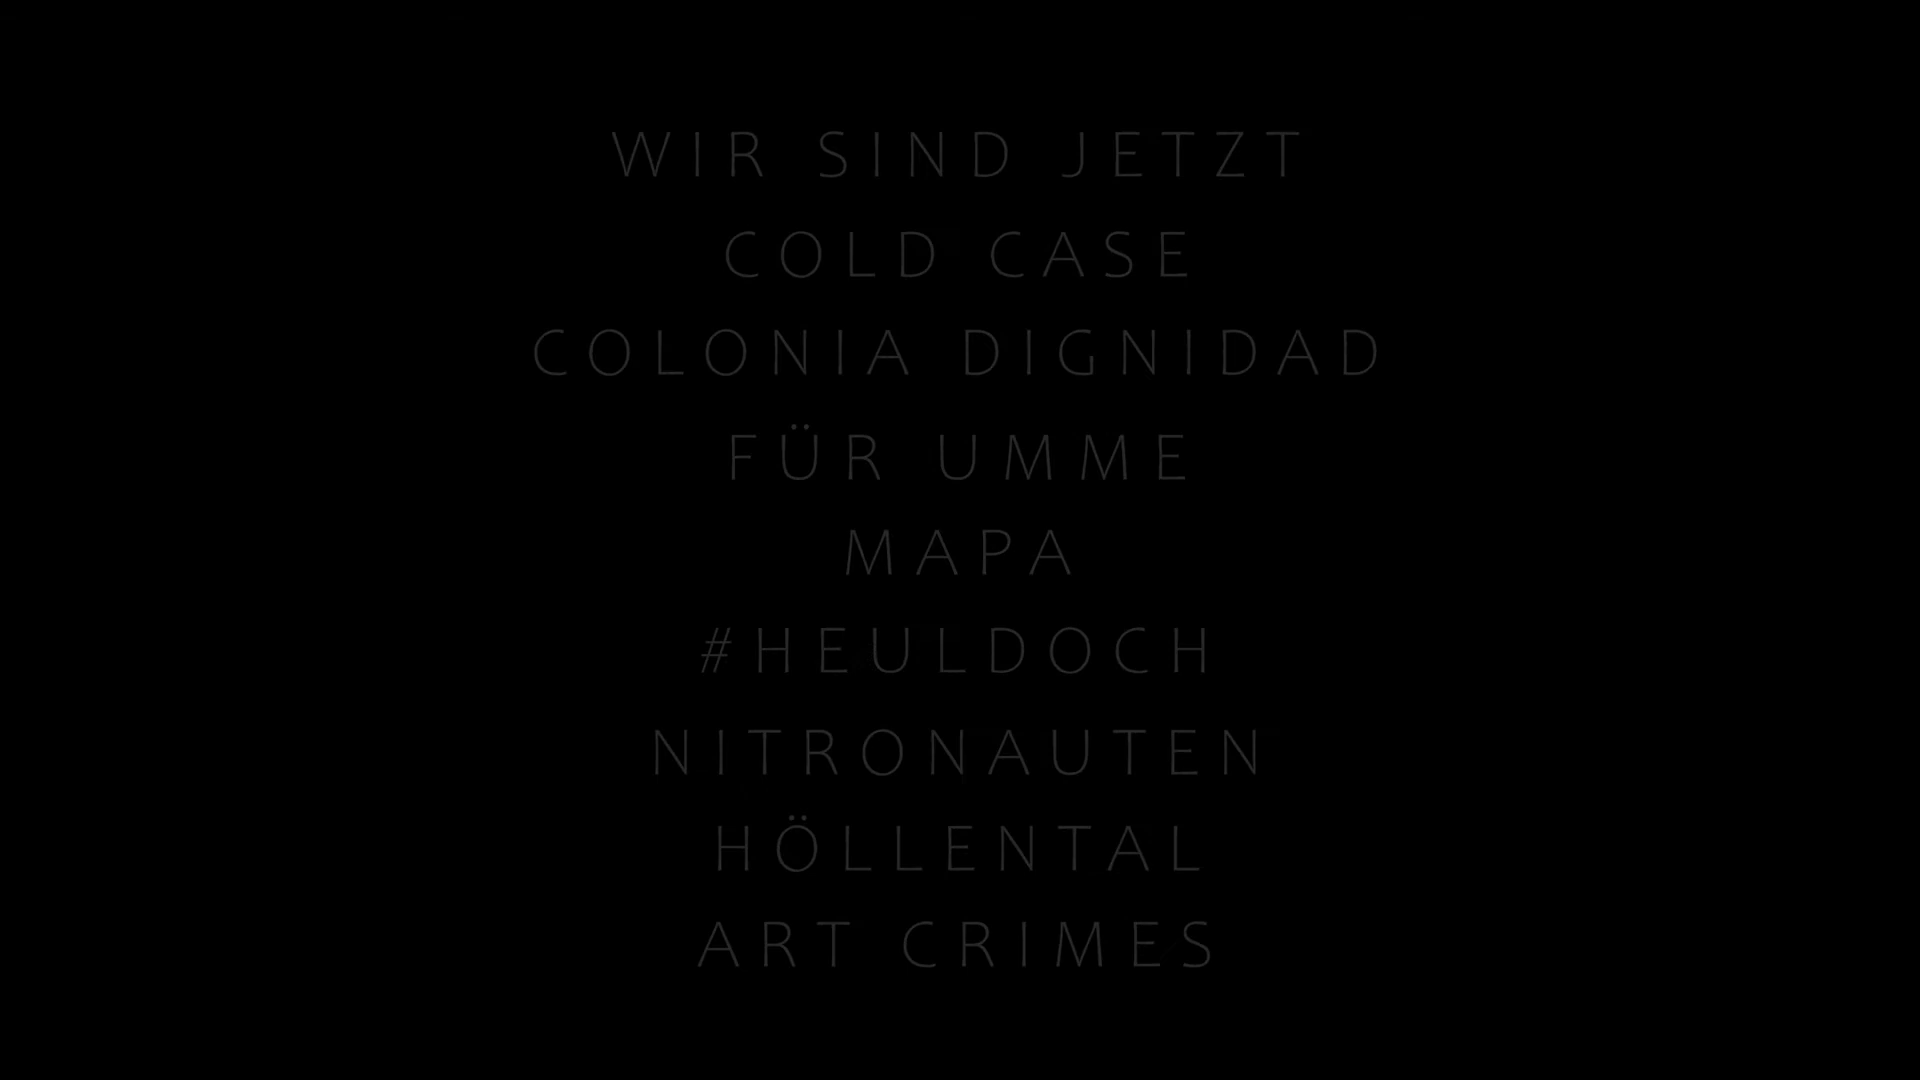 WIR SIND JETZT
COLD CASE
COLONIA DIGNIDAD
FÜR UMME
MAPA
#HEULDOCH
NITRONAUTEN
HÖLLENTAL
ART CRIMES